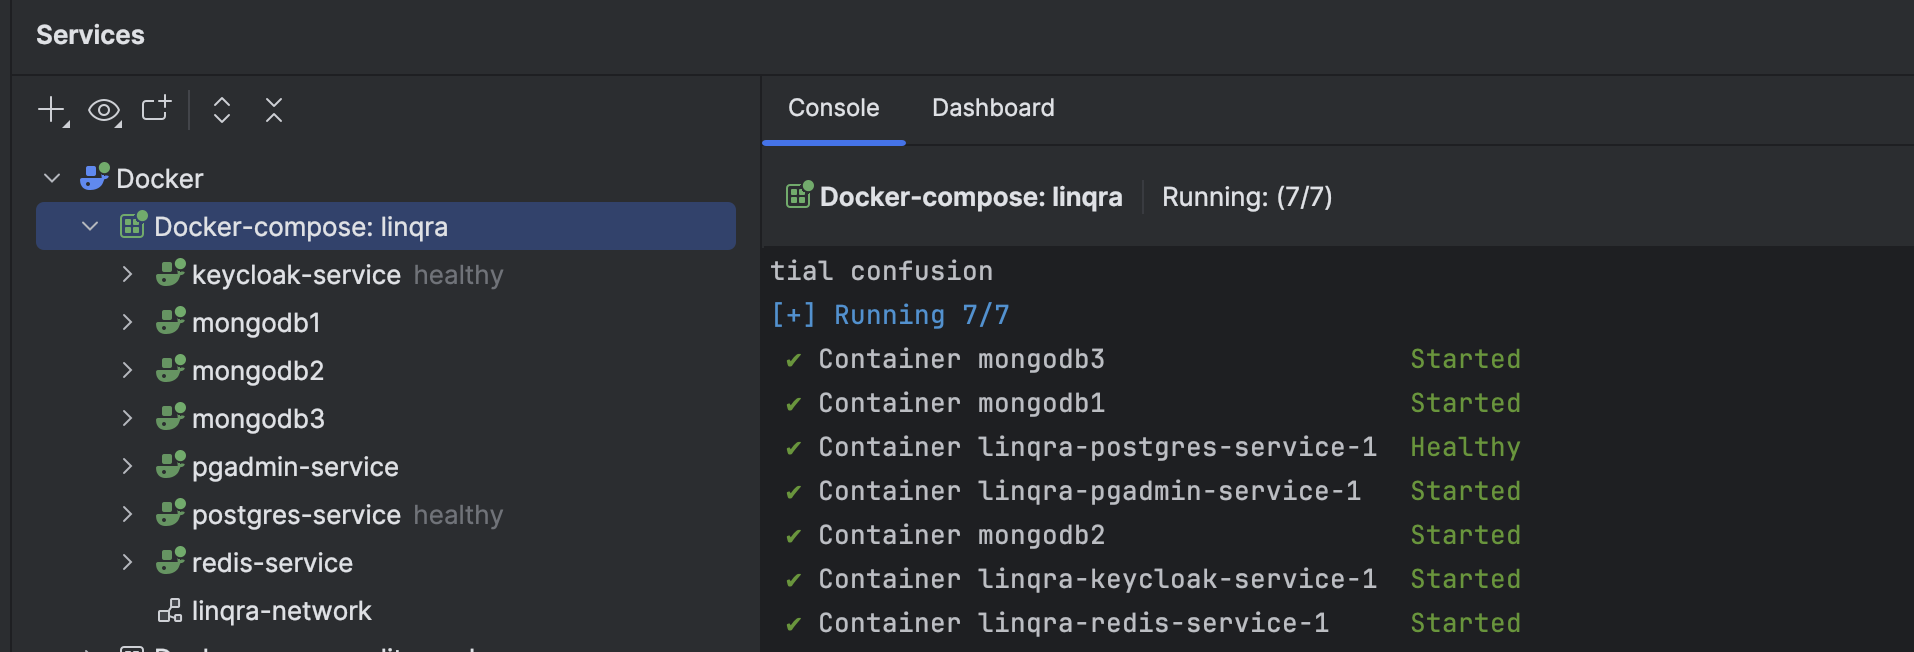 Services
Docker
Docker-compose: linqra
keycloak-service healthy
mongodb1
mongodb2
mongodb3
pgadmin-service
postgres-service healthy
redis-service
linqra-network
Console Dashboard
Docker-compose: linqra Running: (7/7)
tial confusion
[+] Running 7/7
✔ Container mongodb3 Started
✔ Container mongodb1 Started
✔ Container linqra-postgres-service-1 Healthy
✔ Container linqra-pgadmin-service-1 Started
✔ Container mongodb2 Started
✔ Container linqra-keycloak-service-1 Started
✔ Container linqra-redis-service-1 Started